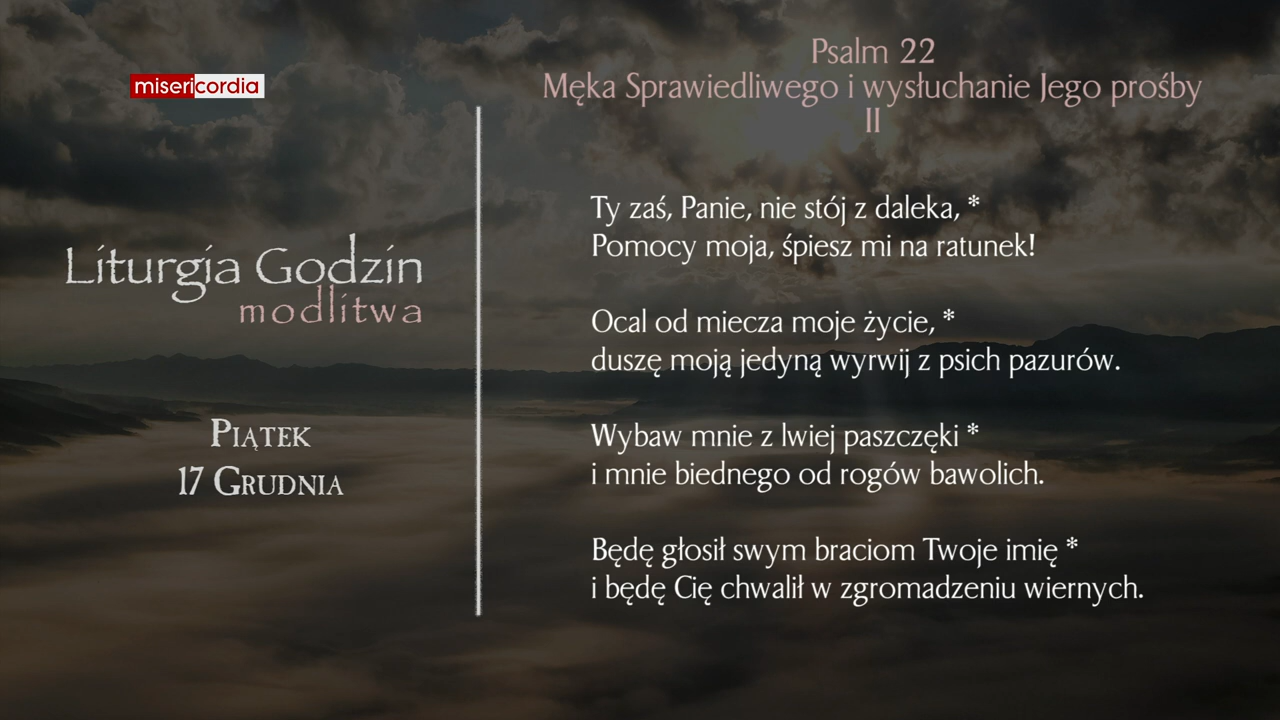 misericordia
Liturgia Godzin
modlitwa
Piątek
17 Grudnia
Psalm 22
Męka Sprawiedliwego i wysłuchanie Jego prośby
II
Ty zaś, Panie, nie stój z daleka, *
Pomocy moja, śpiesz mi na ratunek!
Ocal od miecza moje życie, *
duszę moją jedyną wyrwij z psich pazurów.
Wybaw mnie z lwiej paszczęki *
i mnie biednego od rogów bawolich.
Będę głosił swym braciom Twoje imię *
i będę Cię chwalił w zgromadzeniu wiernych.